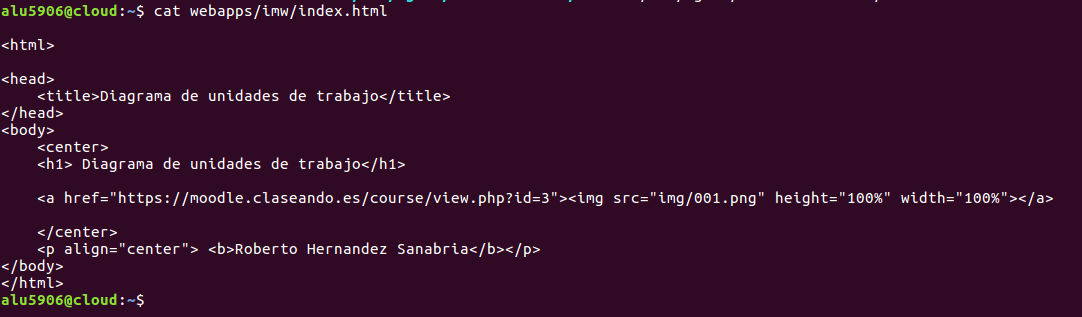 alu5906@cloud:~$ cat webapps/imw/index.html
<html>
<head>
<title>Diagrama de unidades de trabajo</title>
</head>
<body>
<center>
<h1> Diagrama de unidades de trabajo</h1>
<a href="https://moodle.claseando.es/course/view.php?id=3"><img src="img/001.png" height="100%" width="100%"></a>
</center>
<p align="center"> <b>Roberto Hernandez Sanabria</b></p>
</body>
</html>
alu5906@cloud:~$